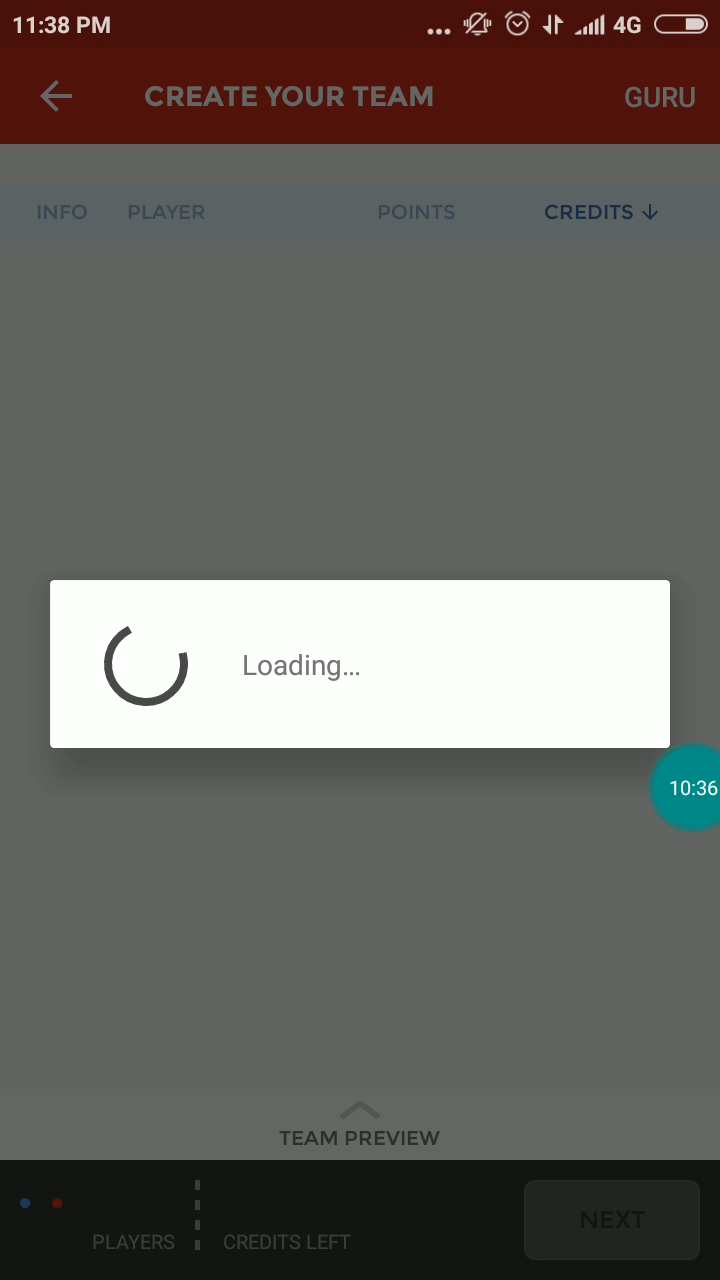 11:38 PM ... 4G
CREATE YOUR TEAM GURU
INFO PLAYER POINTS CREDITS
Loading...
10:36
TEAM PREVIEW
PLAYERS CREDITS LEFT NEXT